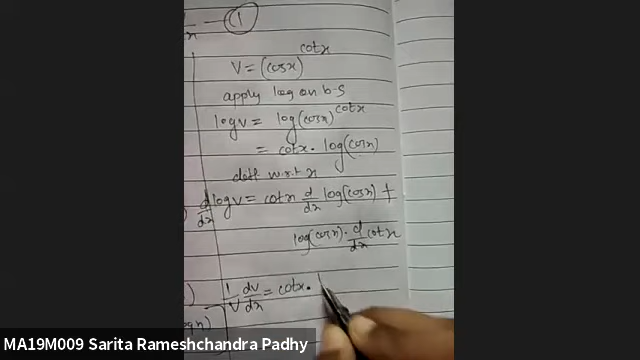 — (1)
V = (cosx)^cotx
apply log on b.s
logv = log(cosx)^cotx
= cotx · log(cosx)
diff w.r.t x
d/dx logv = cotx d/dx log(cosx) +
log(cosx) · d/dx cotx
1/V dv/dx = cotx ·
MA19M009 Sarita Rameshchandra Padhy